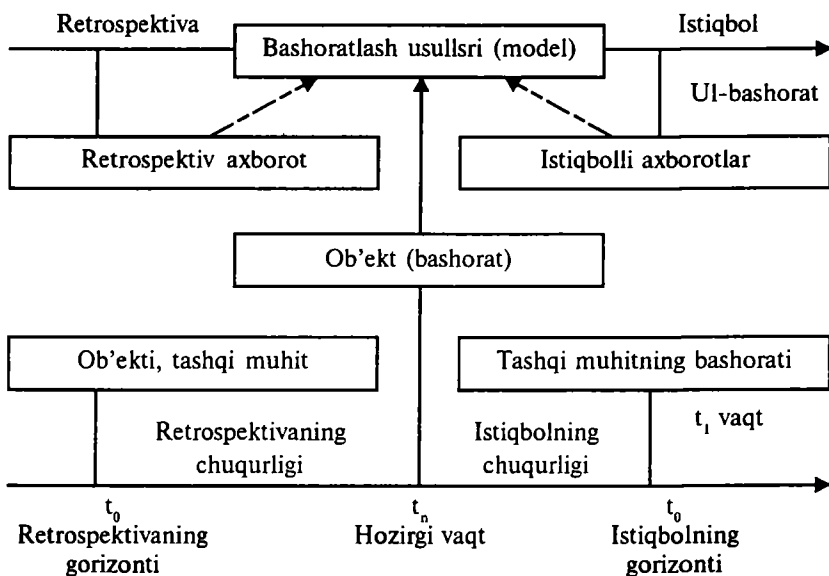 Retrospektiva
Bashoratlash usullsri (model)
Istiqbol
Ul-bashorat
Retrospektiv axborot
Istiqbolli axborotlar
Ob’ekt (bashorat)
Ob’ekti, tashqi muhit
Tashqi muhitning bashorati
t₁ vaqt
Retrospektivaning
chuqurligi
Istiqbolning
chuqurligi
t₀
Retrospektivaning
gorizonti
tₙ
Hozirgi vaqt
t₀
Istiqbolning
gorizonti